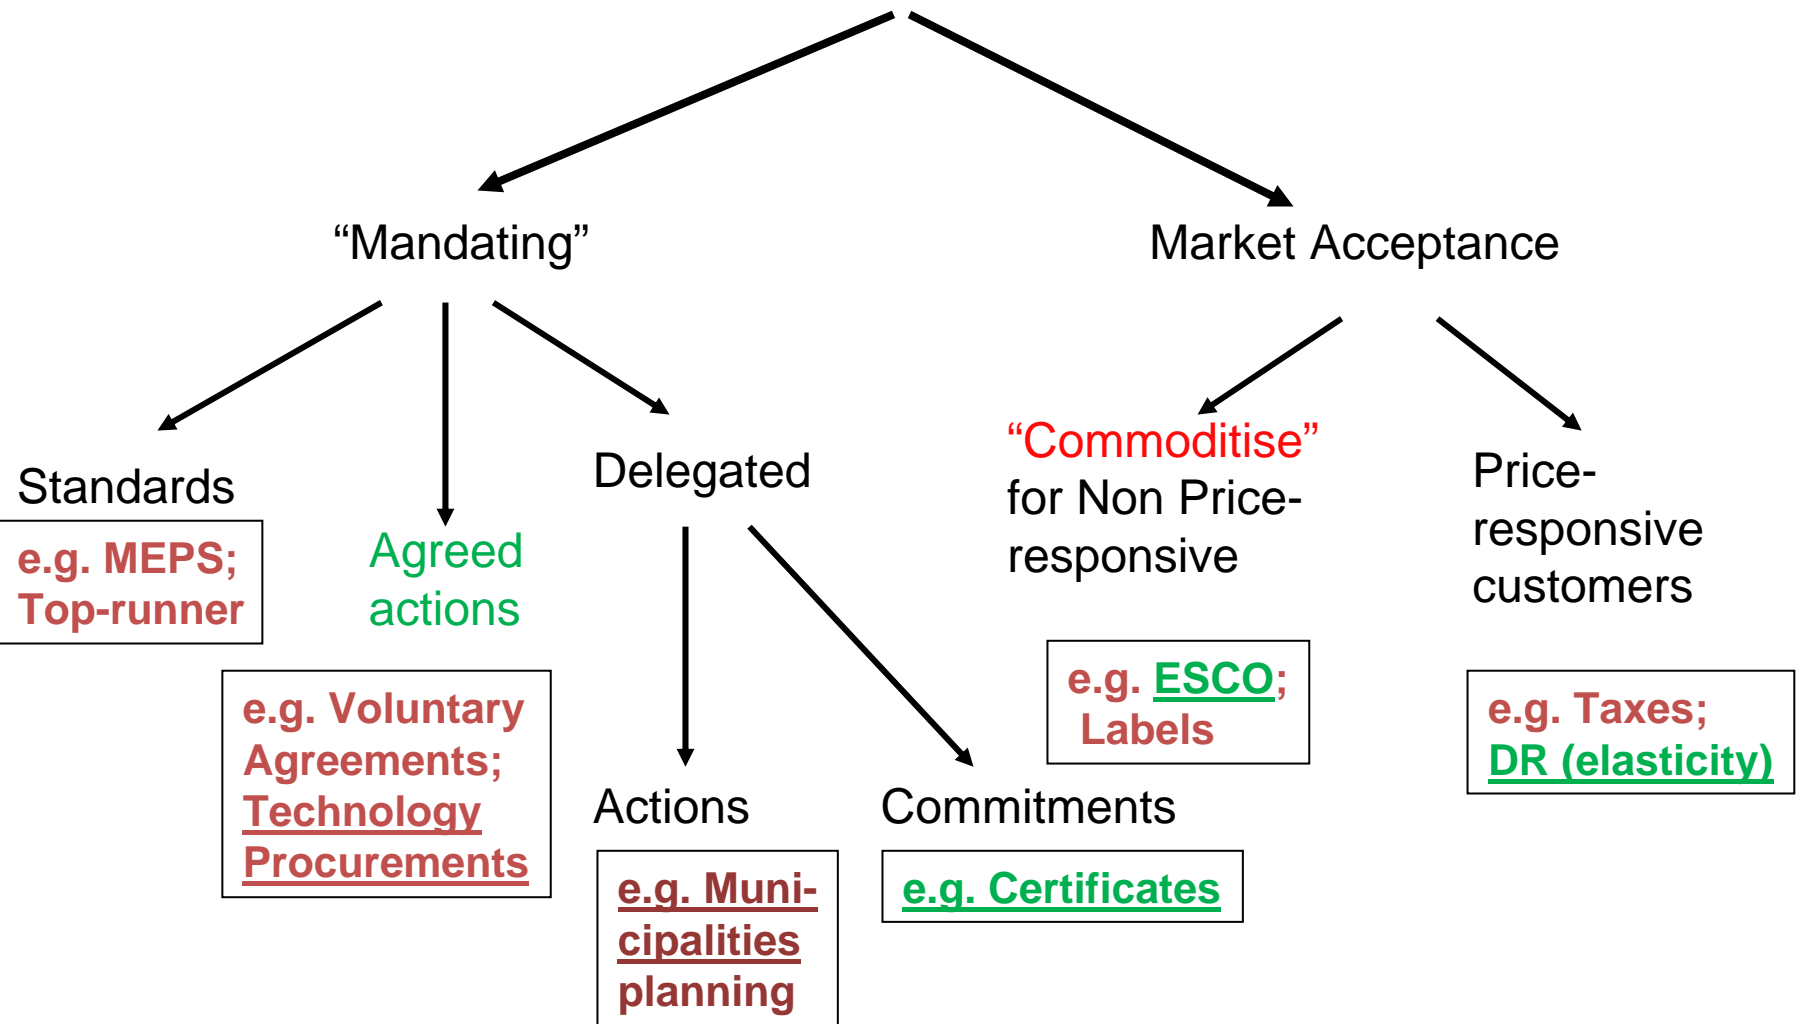 “Mandating”
Market Acceptance
Standards
e.g. MEPS;
Top-runner
Agreed
actions
e.g. Voluntary
Agreements;
Technology
Procurements
Delegated
Actions
e.g. Muni-
cipalities
planning
Commitments
e.g. Certificates
“Commoditise”
for Non Price-
responsive
e.g. ESCO;
Labels
Price-
responsive
customers
e.g. Taxes;
DR (elasticity)